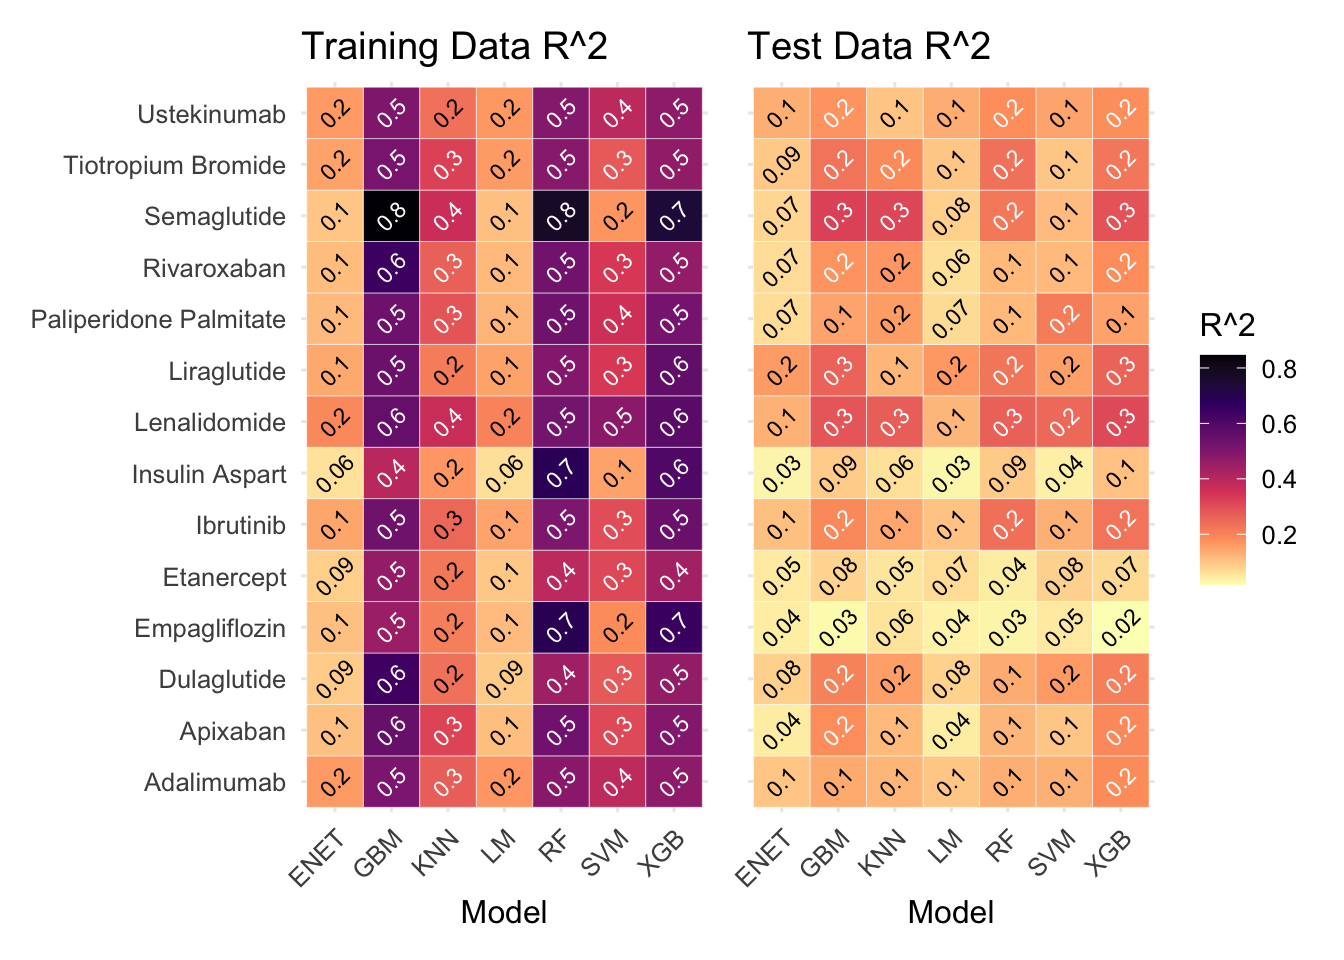 Training Data R^2 Test Data R^2
Ustekinumab 0.2 0.5 0.2 0.2 0.5 0.4 0.5 0.1 0.2 0.1 0.1 0.2 0.1 0.2
Tiotropium Bromide 0.2 0.5 0.3 0.2 0.5 0.3 0.5 0.09 0.2 0.2 0.1 0.2 0.1 0.2
Semaglutide 0.1 0.8 0.4 0.1 0.8 0.2 0.7 0.07 0.3 0.3 0.08 0.2 0.1 0.3
Rivaroxaban 0.1 0.6 0.3 0.1 0.5 0.3 0.5 0.07 0.2 0.2 0.06 0.1 0.1 0.2
Paliperidone Palmitate 0.1 0.5 0.3 0.1 0.5 0.4 0.5 0.07 0.1 0.2 0.07 0.1 0.2 0.1
Liraglutide 0.1 0.5 0.2 0.1 0.5 0.3 0.6 0.2 0.3 0.1 0.2 0.2 0.2 0.3
Lenalidomide 0.2 0.6 0.4 0.2 0.5 0.5 0.6 0.1 0.3 0.3 0.1 0.3 0.2 0.3
Insulin Aspart 0.06 0.4 0.2 0.06 0.7 0.1 0.6 0.03 0.09 0.06 0.03 0.09 0.04 0.1
Ibrutinib 0.1 0.5 0.3 0.1 0.5 0.3 0.5 0.1 0.2 0.1 0.1 0.2 0.1 0.2
Etanercept 0.09 0.5 0.2 0.1 0.4 0.3 0.4 0.05 0.08 0.05 0.07 0.04 0.08 0.07
Empagliflozin 0.1 0.5 0.2 0.1 0.7 0.2 0.7 0.04 0.03 0.06 0.04 0.03 0.05 0.02
Dulaglutide 0.09 0.6 0.2 0.09 0.4 0.3 0.5 0.08 0.2 0.2 0.08 0.1 0.2 0.2
Apixaban 0.1 0.6 0.3 0.1 0.5 0.3 0.5 0.04 0.2 0.1 0.04 0.1 0.1 0.2
Adalimumab 0.2 0.5 0.3 0.2 0.5 0.4 0.5 0.1 0.1 0.1 0.1 0.1 0.1 0.2
ENET GBM KNN LM RF SVM XGB ENET GBM KNN LM RF SVM XGB
Model Model
R^2
0.8
0.6
0.4
0.2